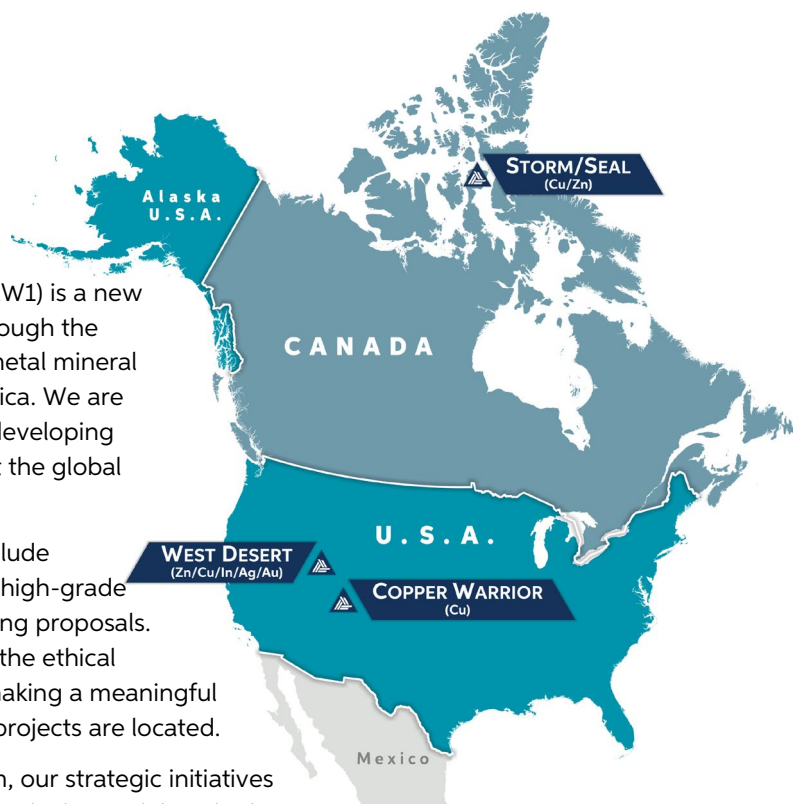 STORM/SEAL
(Cu/Zn)
Alaska
U.S.A.
W1) is a new
ough the
CANADA
netal mineral
ica. We are
developing
t the global
U.S.A.
lude
WEST DESERT
(Zn/Cu/In/Ag/Au)
high-grade
COPPER WARRIOR
(Cu)
ng proposals.
the ethical
naking a meaningful
projects are located.
Mexico
n, our strategic initiatives